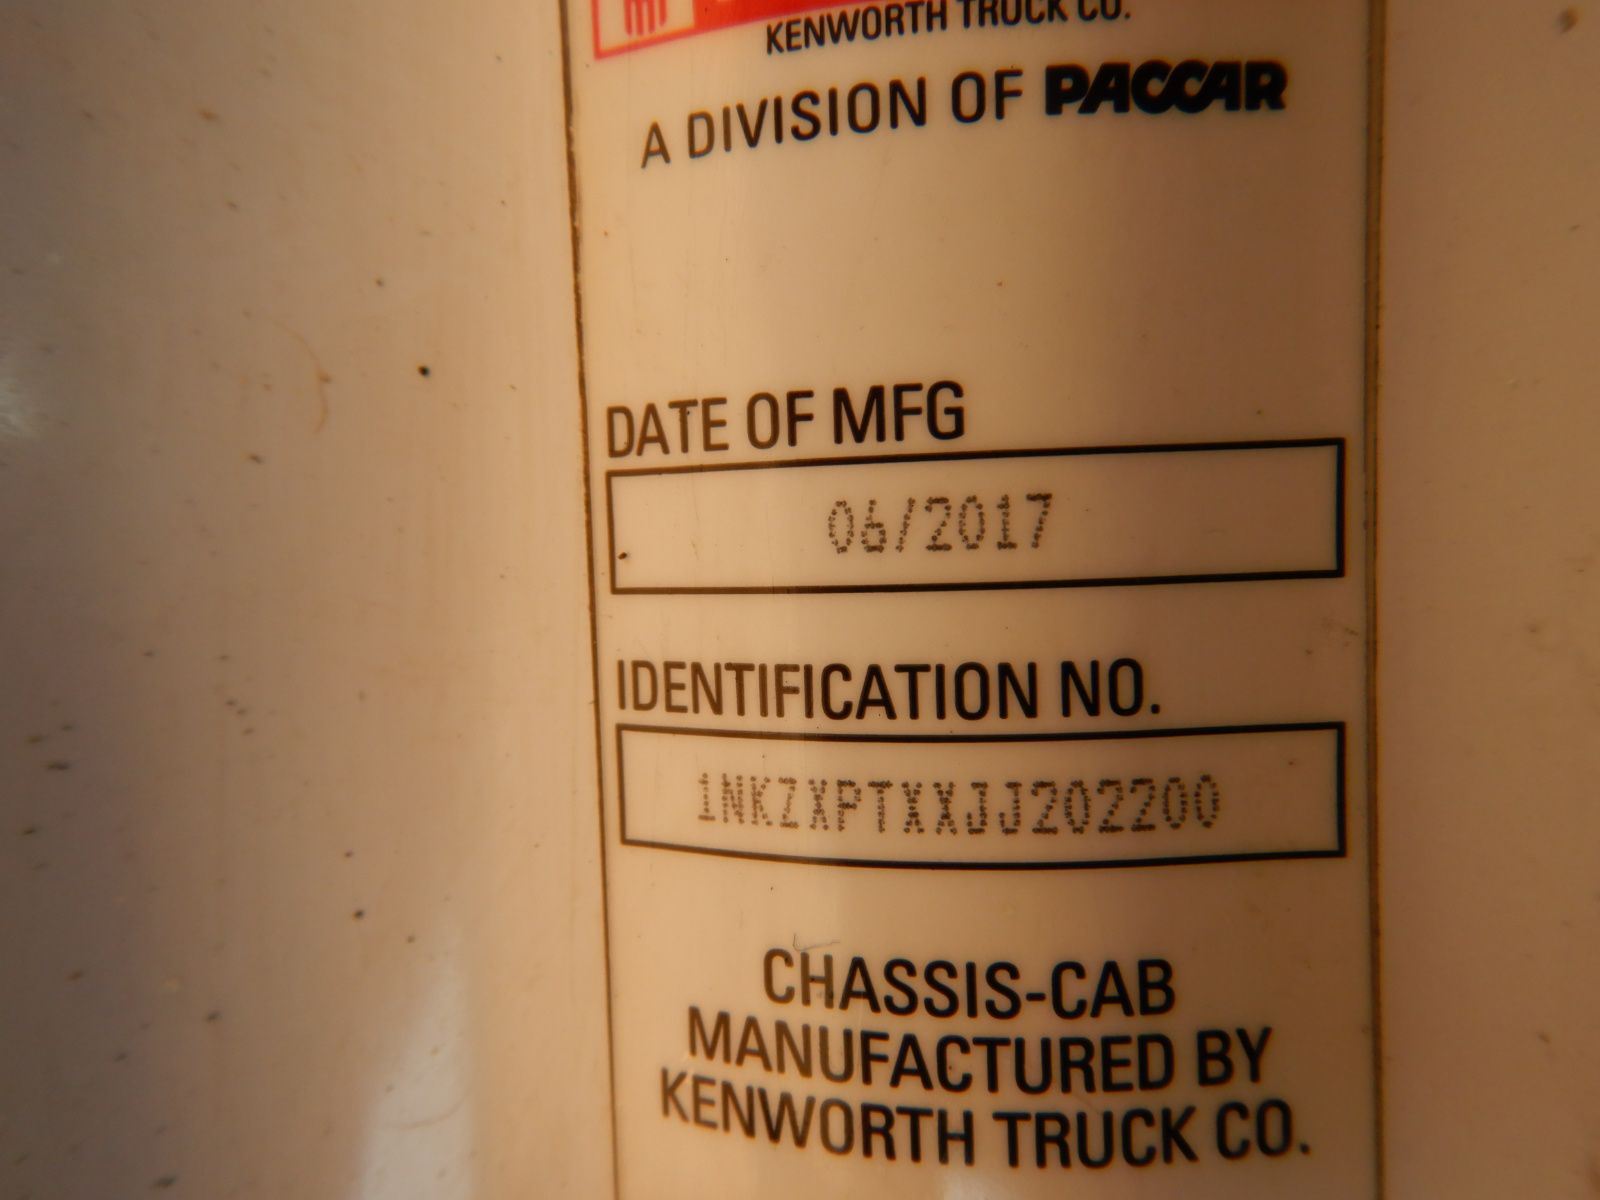 KENWORTH TRUCK CO.
A DIVISION OF PACCAR
DATE OF MFG
06/2017
IDENTIFICATION NO.
1NKZXPTXXJJ202200
CHASSIS-CAB
MANUFACTURED BY
KENWORTH TRUCK CO.